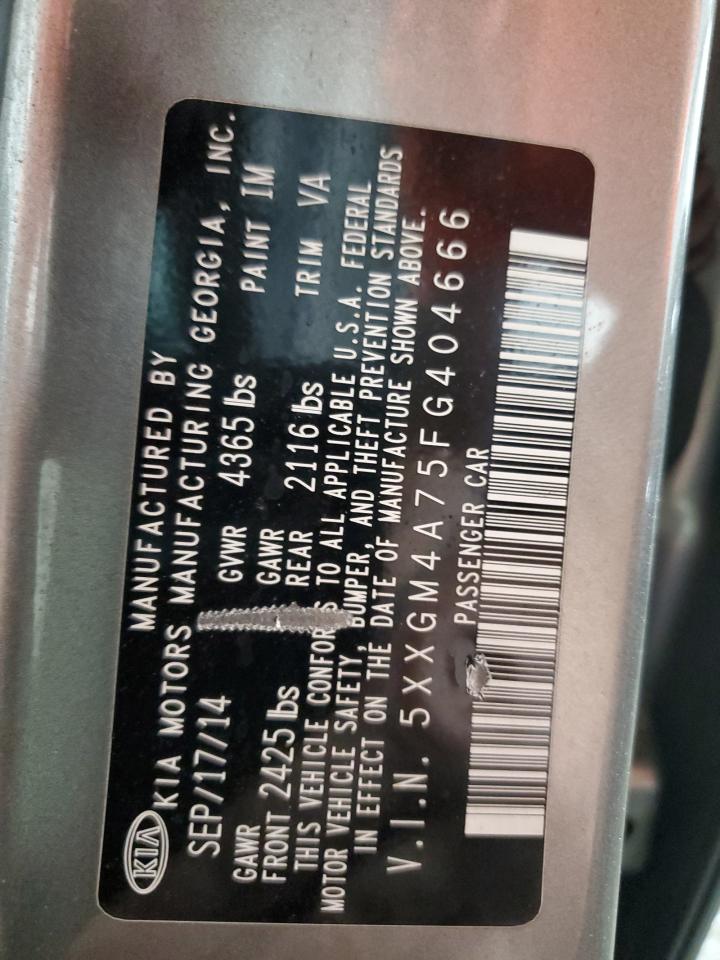 KIA
MANUFACTURED BY
KIA MOTORS MANUFACTURING GEORGIA, INC.
SEP/17/14 GVWR 4365 lbs PAINT IM
GAWR GAWR
FRONT 2425 lbs REAR 2116 lbs TRIM VA
THIS VEHICLE CONFORMS TO ALL APPLICABLE U.S.A. FEDERAL
MOTOR VEHICLE SAFETY, BUMPER, AND THEFT PREVENTION STANDARDS
IN EFFECT ON THE DATE OF MANUFACTURE SHOWN ABOVE.
V.I.N. 5XXGM4A75FG404666
PASSENGER CAR